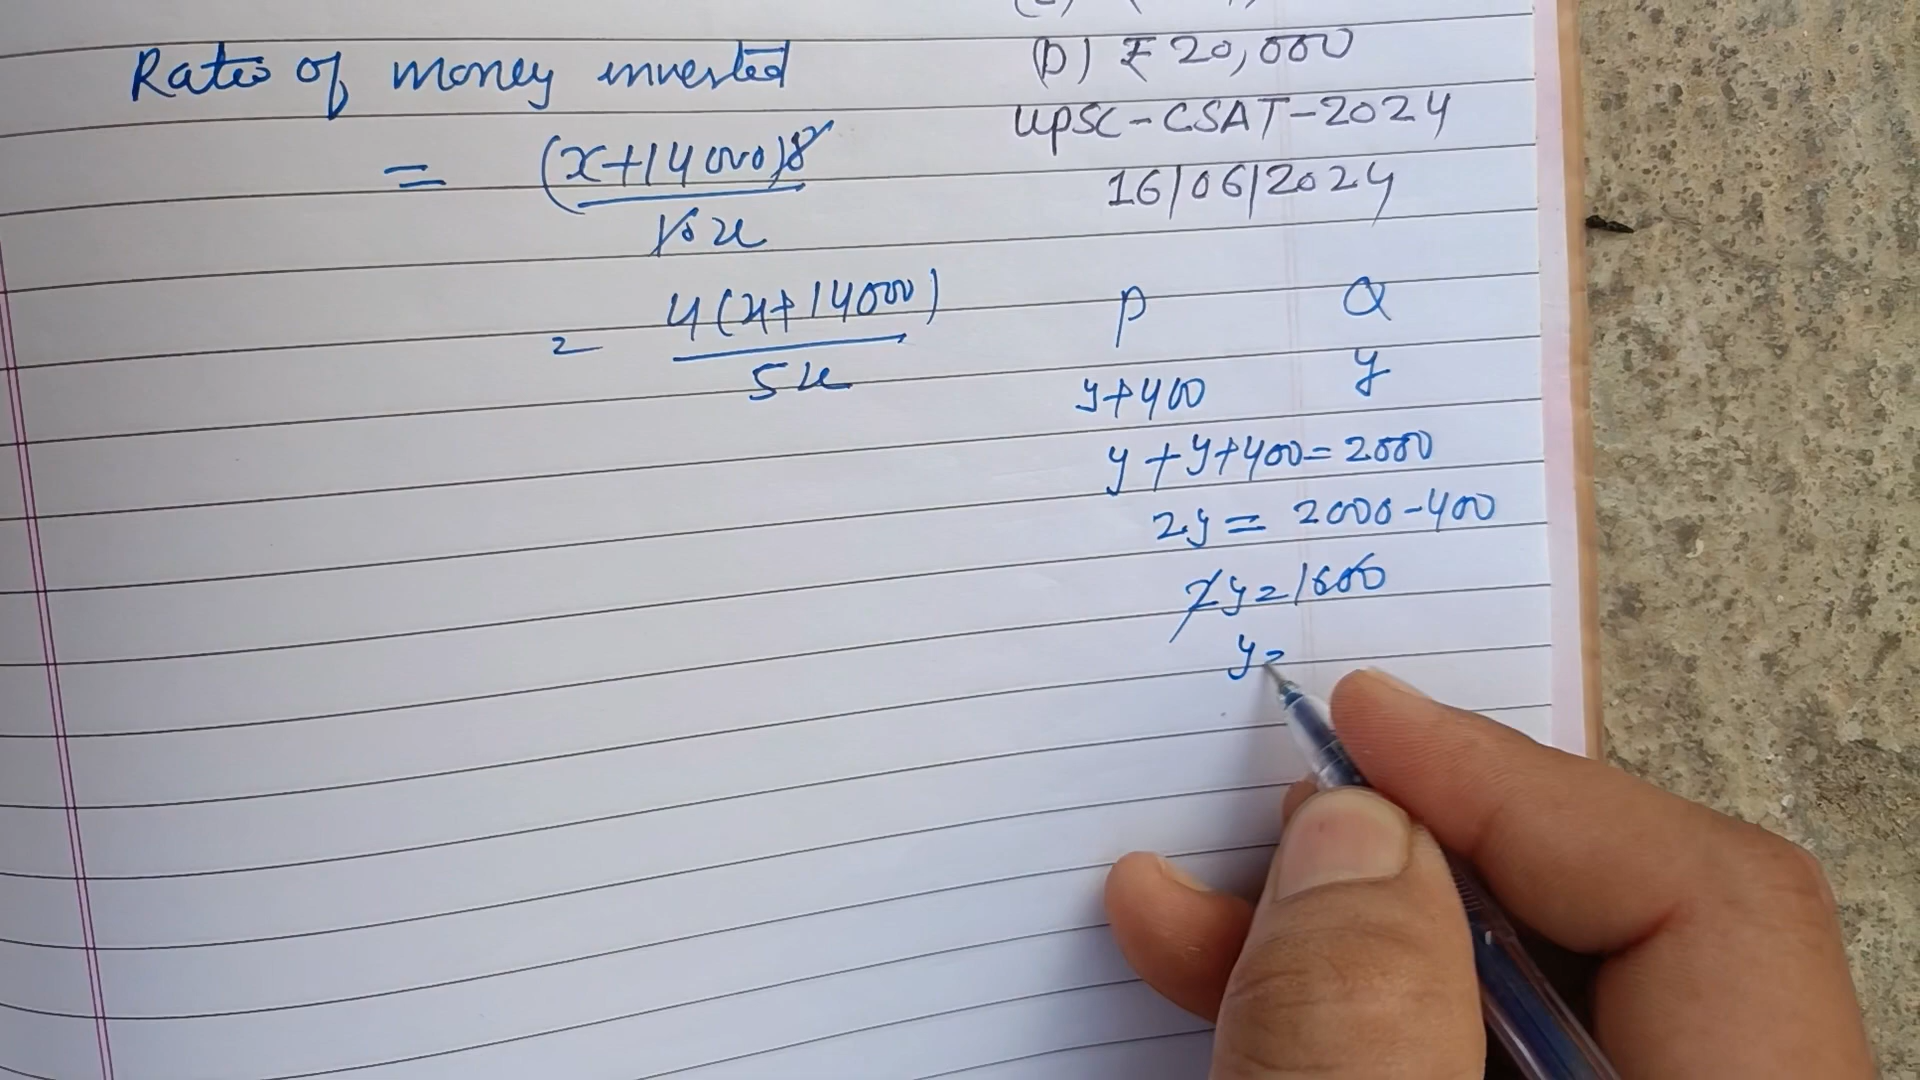 (D) ₹20,000
UPSC-CSAT-2024
16/06/2024
Ratio of money invested
= (x+14000)8
10x
= 4(x+14000)
5x
P Q
y+400 y
y+y+400=2000
2y = 2000-400
2y=1600
y=